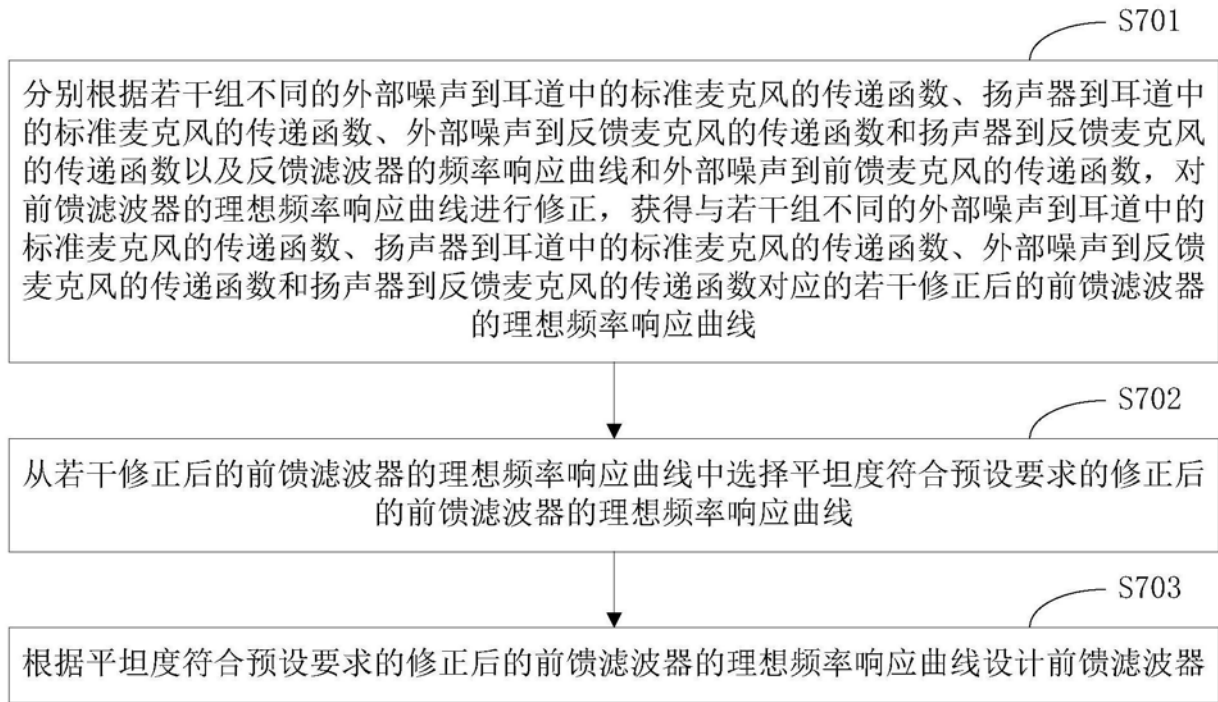 S701
分别根据若干组不同的外部噪声到耳道中的标准麦克风的传递函数、扬声器到耳道中
的标准麦克风的传递函数、外部噪声到反馈麦克风的传递函数和扬声器到反馈麦克风
的传递函数以及反馈滤波器的频率响应曲线和外部噪声到前馈麦克风的传递函数，对
前馈滤波器的理想频率响应曲线进行修正，获得与若干组不同的外部噪声到耳道中的
标准麦克风的传递函数、扬声器到耳道中的标准麦克风的传递函数、外部噪声到反馈
麦克风的传递函数和扬声器到反馈麦克风的传递函数对应的若干修正后的前馈滤波器
的理想频率响应曲线
S702
从若干修正后的前馈滤波器的理想频率响应曲线中选择平坦度符合预设要求的修正后
的前馈滤波器的理想频率响应曲线
S703
根据平坦度符合预设要求的修正后的前馈滤波器的理想频率响应曲线设计前馈滤波器